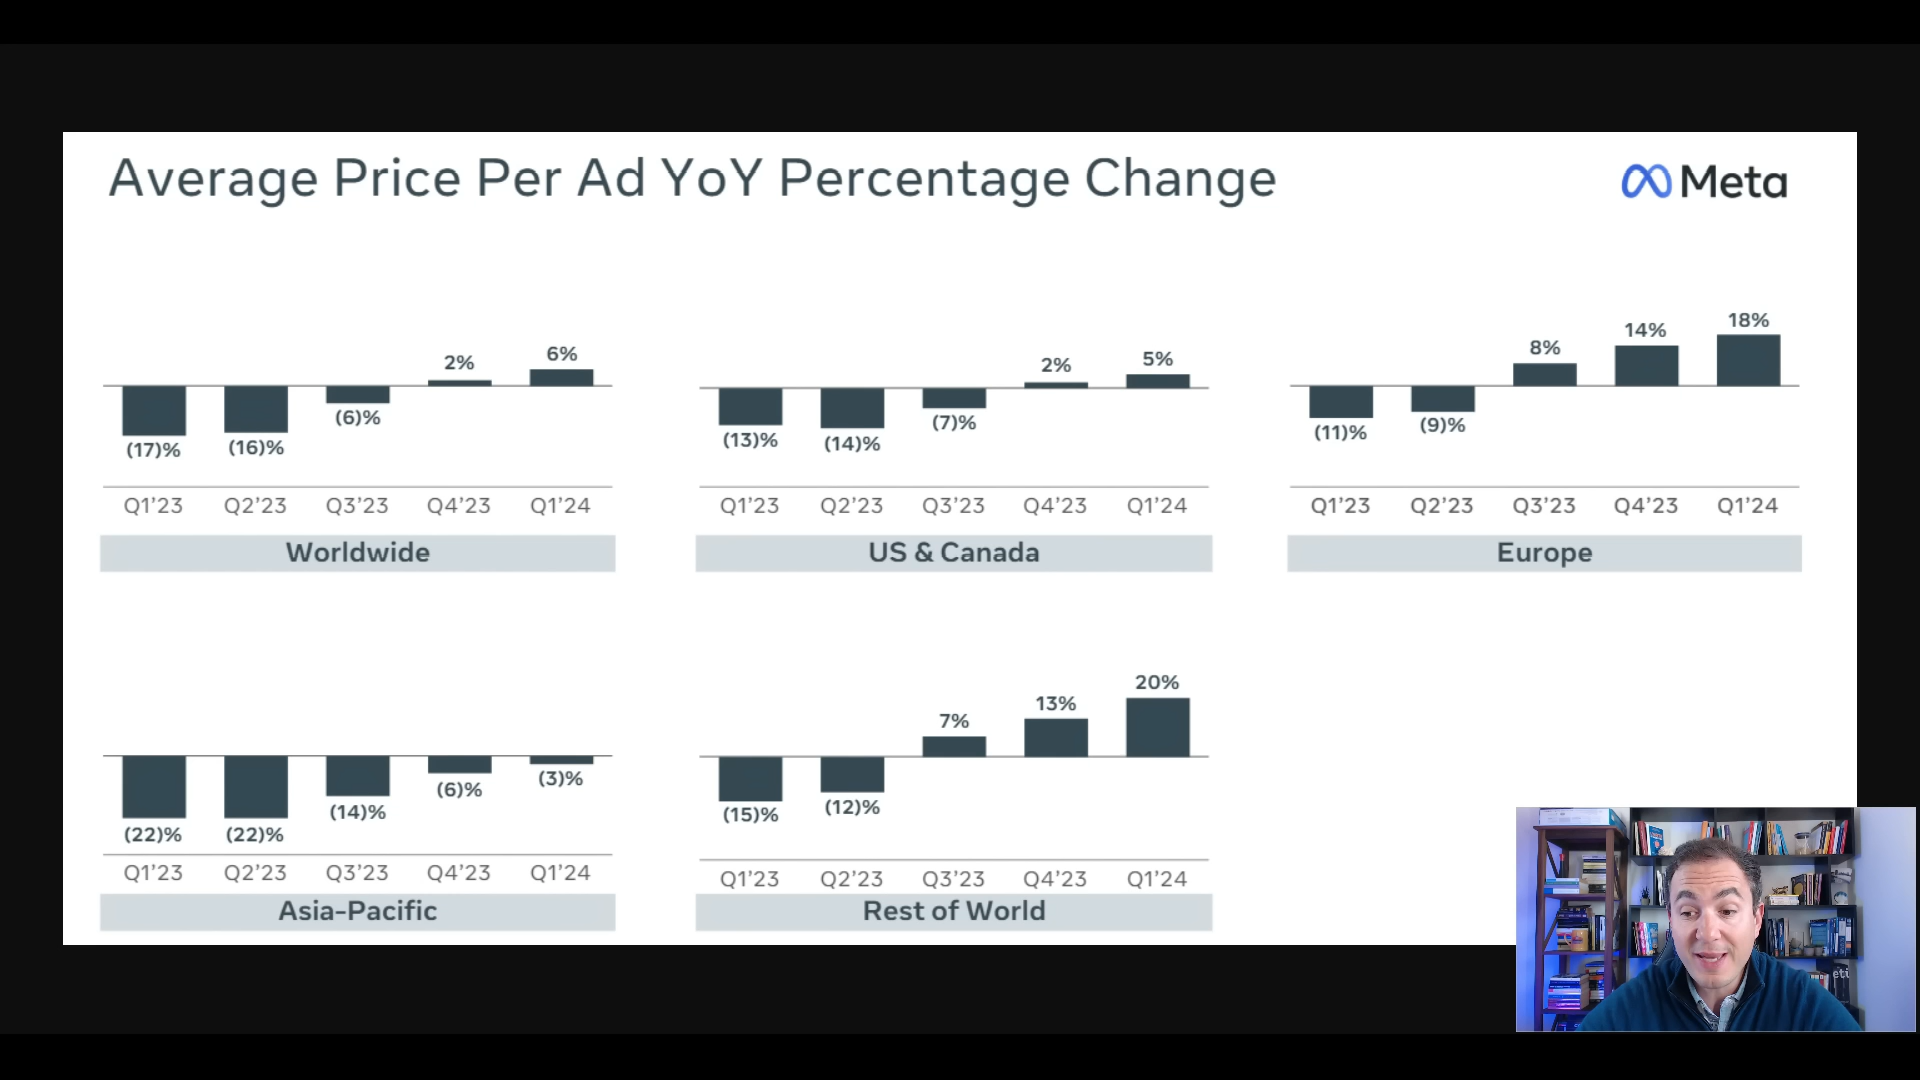 Average Price Per Ad YoY Percentage Change
Meta
(17)% (16)% (6)% 2% 6%
Q1’23 Q2’23 Q3’23 Q4’23 Q1’24
Worldwide
(13)% (14)% (7)% 2% 5%
Q1’23 Q2’23 Q3’23 Q4’23 Q1’24
US & Canada
(11)% (9)% 8% 14% 18%
Q1’23 Q2’23 Q3’23 Q4’23 Q1’24
Europe
(22)% (22)% (14)% (6)% (3)%
Q1’23 Q2’23 Q3’23 Q4’23 Q1’24
Asia-Pacific
(15)% (12)% 7% 13% 20%
Q1’23 Q2’23 Q3’23 Q4’23 Q1’24
Rest of World